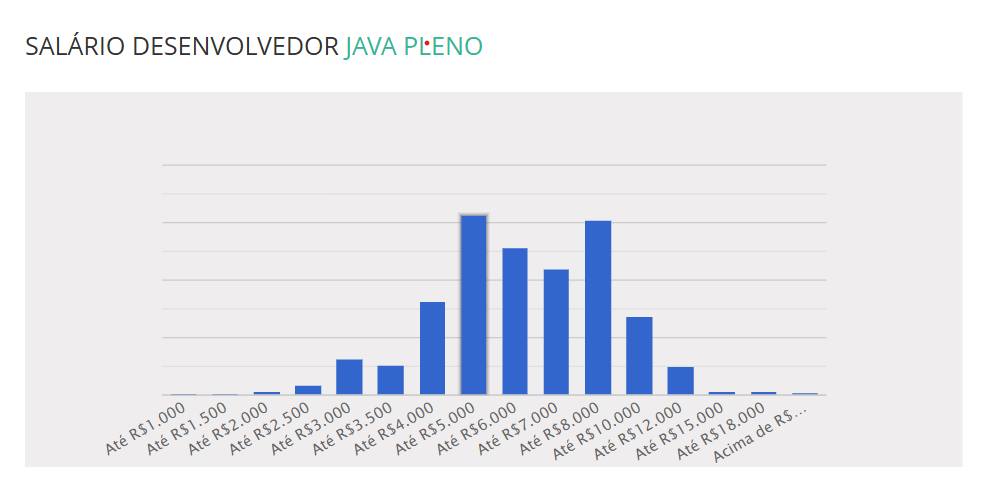 SALÁRIO DESENVOLVEDOR JAVA PLENO
Até R$1.000
Até R$1.500
Até R$2.000
Até R$2.500
Até R$3.000
Até R$3.500
Até R$4.000
Até R$5.000
Até R$6.000
Até R$7.000
Até R$8.000
Até R$10.000
Até R$12.000
Até R$15.000
Até R$18.000
Acima de R$…